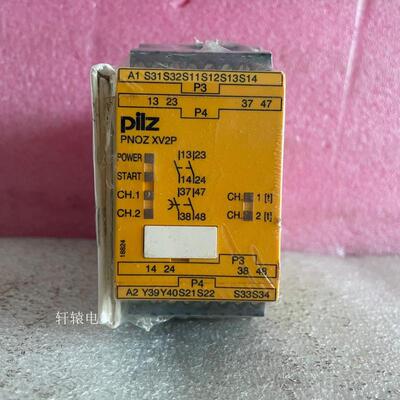 A1 S31S32S11S12S13S14
P3
13 23 37 47
P4
pilz
PNOZ XV2P
POWER 13 23
START 14 24
CH.1 37 47 CH. 1 [t]
CH.2 38 48 CH. 2 [t]
18824
P3
14 24 38 48
P4
A2 Y39Y40S21S22 S33S34
轩辕电